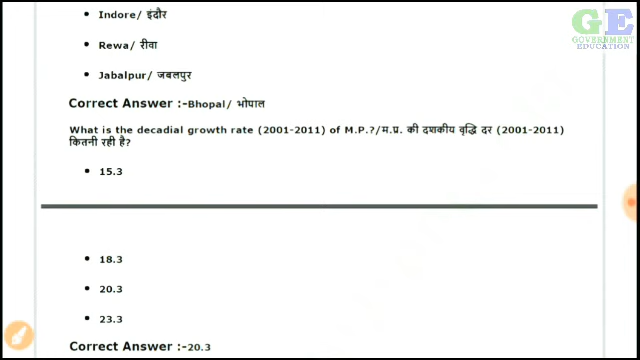 GE
GOVERNMENT
EDUCATION
• Indore/ इंदौर
• Rewa/ रीवा
• Jabalpur/ जबलपुर
Correct Answer :-Bhopal/ भोपाल
What is the decadial growth rate (2001-2011) of M.P.?/म.प्र. की दशकीय वृद्धि दर (2001-2011)
कितनी रही है?
• 15.3
• 18.3
• 20.3
• 23.3
Correct Answer :-20.3